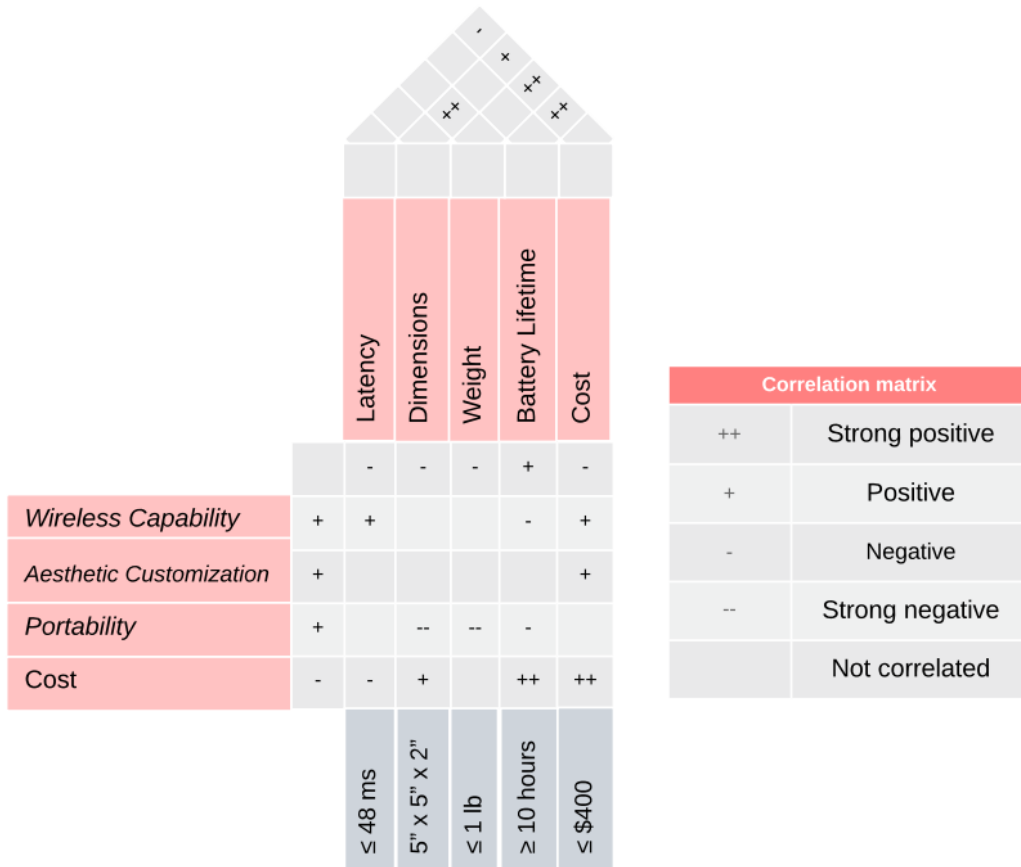 -
+
++
++
++
Latency
Dimensions
Weight
Battery Lifetime
Cost
- - - + -
Wireless Capability + + - +
Aesthetic Customization + +
Portability + -- -- -
Cost - - + ++ ++
≤ 48 ms
5” x 5” x 2”
≤ 1 lb
≥ 10 hours
≤ $400
Correlation matrix
++ Strong positive
+ Positive
- Negative
-- Strong negative
Not correlated